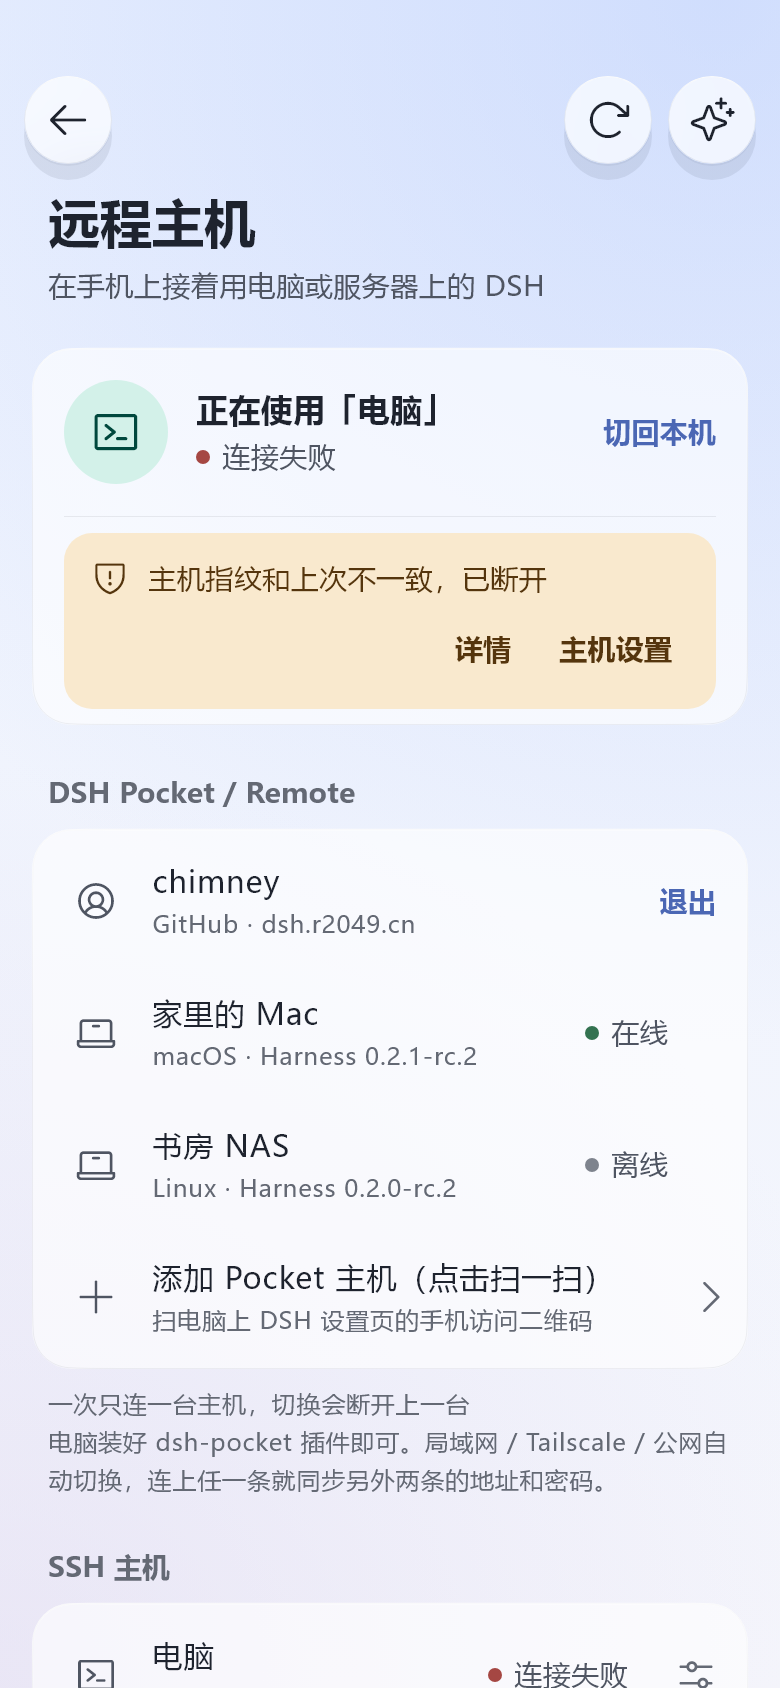 远程主机
在手机上接着用电脑或服务器上的 DSH
正在使用「电脑」
连接失败
切回本机
主机指纹和上次不一致，已断开
详情
主机设置
DSH Pocket / Remote
chimney
GitHub · dsh.r2049.cn
退出
家里的 Mac
macOS · Harness 0.2.1-rc.2
在线
书房 NAS
Linux · Harness 0.2.0-rc.2
离线
添加 Pocket 主机（点击扫一扫）
扫电脑上 DSH 设置页的手机访问二维码
一次只连一台主机，切换会断开上一台
电脑装好 dsh-pocket 插件即可。局域网 / Tailscale / 公网自
动切换，连上任一条就同步另外两条的地址和密码。
SSH 主机
电脑
连接失败